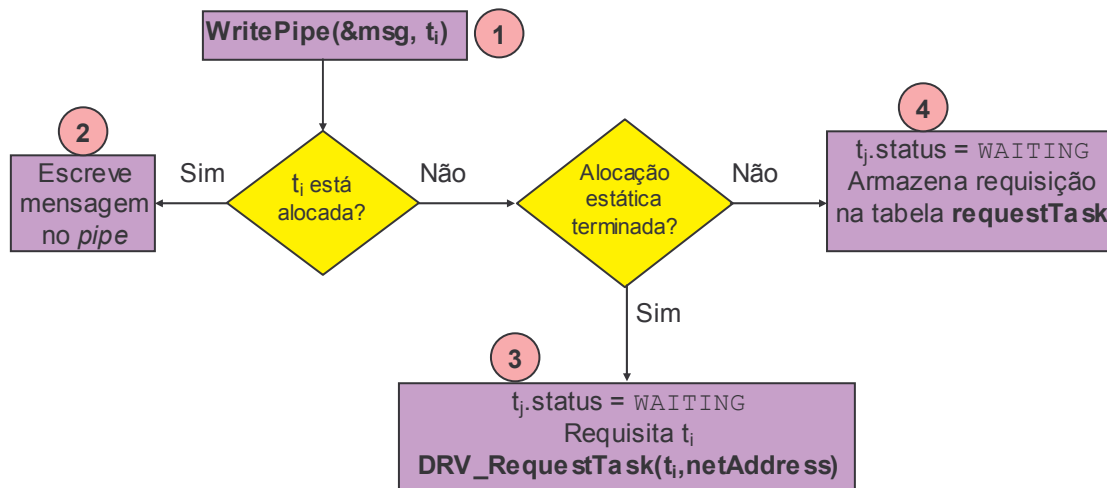 WritePipe(&msg, tᵢ)
1
2
Escreve
mensagem
no pipe
Sim
tᵢ está
alocada?
Não
Alocação
estática
terminada?
Não
4
tⱼ.status = WAITING
Armazena requisição
na tabela requestTask
Sim
3
tⱼ.status = WAITING
Requisita tᵢ
DRV_RequestTask(tᵢ,netAddress)